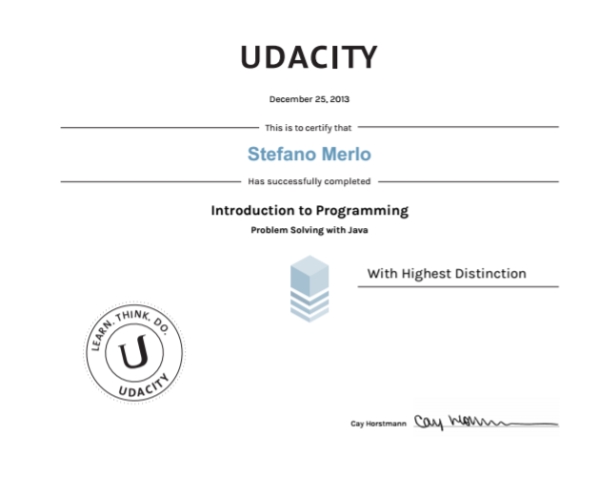 UDACITY
December 25, 2013
This is to certify that
Stefano Merlo
Has successfully completed
Introduction to Programming
Problem Solving with Java
With Highest Distinction
LEARN. THINK. DO.
U
UDACITY
Cay Horstmann Cay Horstmann